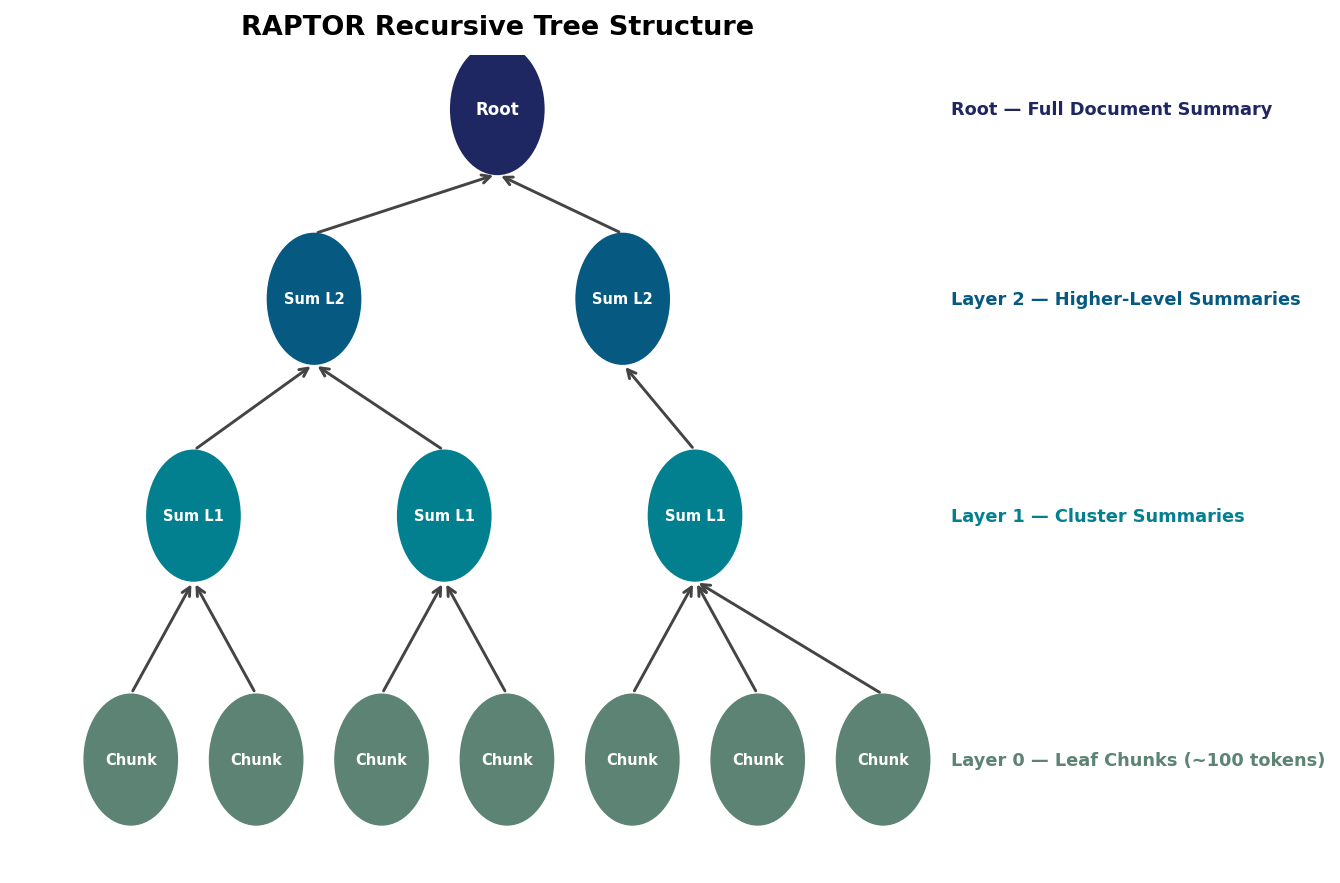 RAPTOR Recursive Tree Structure
Root
Root — Full Document Summary
Sum L2
Sum L2
Layer 2 — Higher-Level Summaries
Sum L1
Sum L1
Sum L1
Layer 1 — Cluster Summaries
Chunk
Chunk
Chunk
Chunk
Chunk
Chunk
Chunk
Layer 0 — Leaf Chunks (~100 tokens)